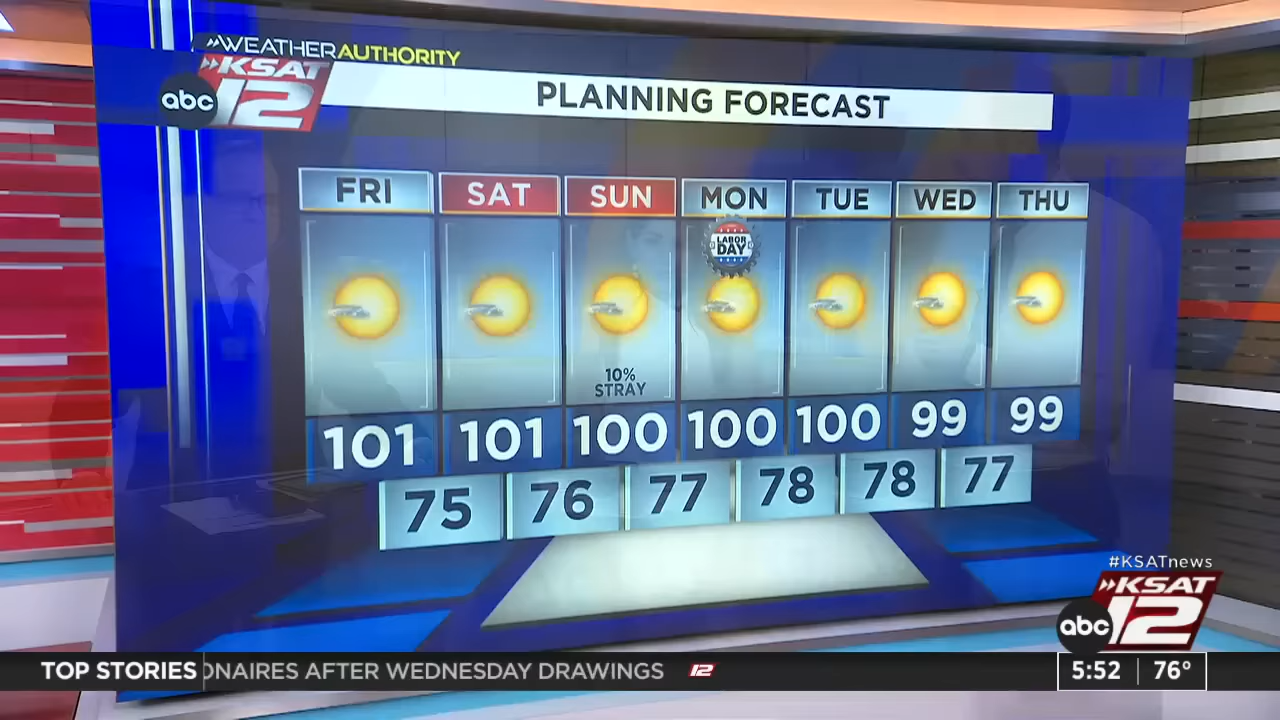 WEATHERAUTHORITY
KSAT
abc 12
PLANNING FORECAST
FRI SAT SUN MON TUE WED THU
LABOR
DAY
10%
STRAY
101 101 100 100 100 99 99
75 76 77 78 78 77
#KSATnews
KSAT
abc 12
TOP STORIES ONAIRES AFTER WEDNESDAY DRAWINGS 12 5:52 76°